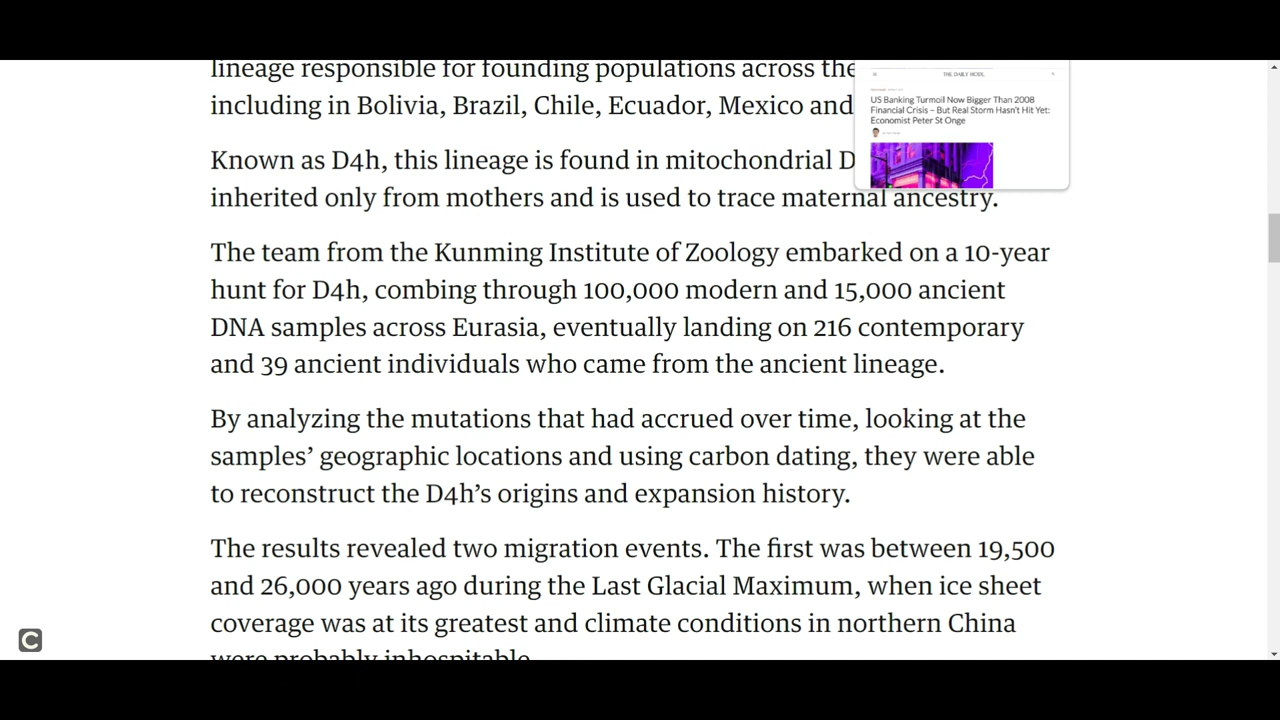 lineage responsible for founding populations across the
including in Bolivia, Brazil, Chile, Ecuador, Mexico and
THE DAILY HODL
US Banking Turmoil Now Bigger Than 2008
Financial Crisis – But Real Storm Hasn't Hit Yet:
Economist Peter St Onge
Known as D4h, this lineage is found in mitochondrial D
inherited only from mothers and is used to trace maternal ancestry.
The team from the Kunming Institute of Zoology embarked on a 10-year
hunt for D4h, combing through 100,000 modern and 15,000 ancient
DNA samples across Eurasia, eventually landing on 216 contemporary
and 39 ancient individuals who came from the ancient lineage.
By analyzing the mutations that had accrued over time, looking at the
samples’ geographic locations and using carbon dating, they were able
to reconstruct the D4h’s origins and expansion history.
The results revealed two migration events. The first was between 19,500
and 26,000 years ago during the Last Glacial Maximum, when ice sheet
coverage was at its greatest and climate conditions in northern China
were probably inhospitable.
C